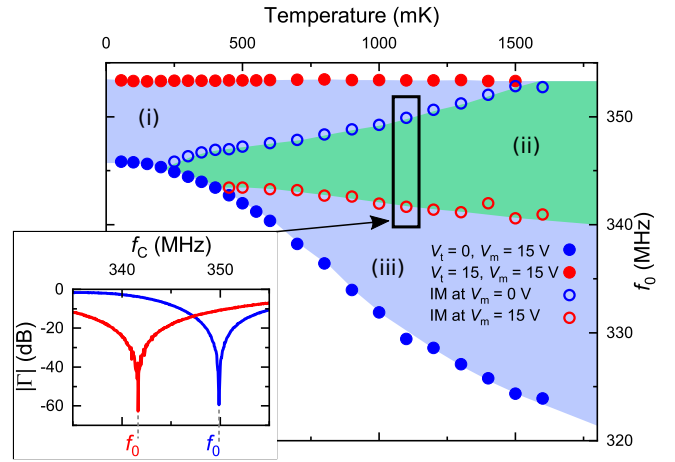 Temperature (mK)
0 500 1000 1500
(i)
(ii)
(iii)
350
340
330
320
f₀ (MHz)
Vₜ = 0, Vₘ = 15 V
Vₜ = 15, Vₘ = 15 V
IM at Vₘ = 0 V
IM at Vₘ = 15 V
f_C (MHz)
340 350
0
-20
-40
-60
|Γ| (dB)
f₀ f₀